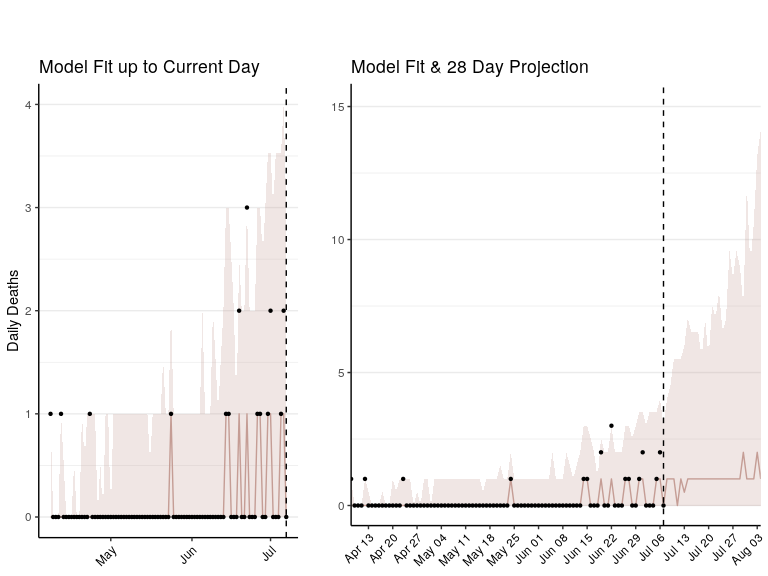 Model Fit up to Current Day
Daily Deaths
4
3
2
1
0
May
Jun
Jul
Model Fit & 28 Day Projection
15
10
5
0
Apr 13
Apr 20
Apr 27
May 04
May 11
May 18
May 25
Jun 01
Jun 08
Jun 15
Jun 22
Jun 29
Jul 06
Jul 13
Jul 20
Jul 27
Aug 03